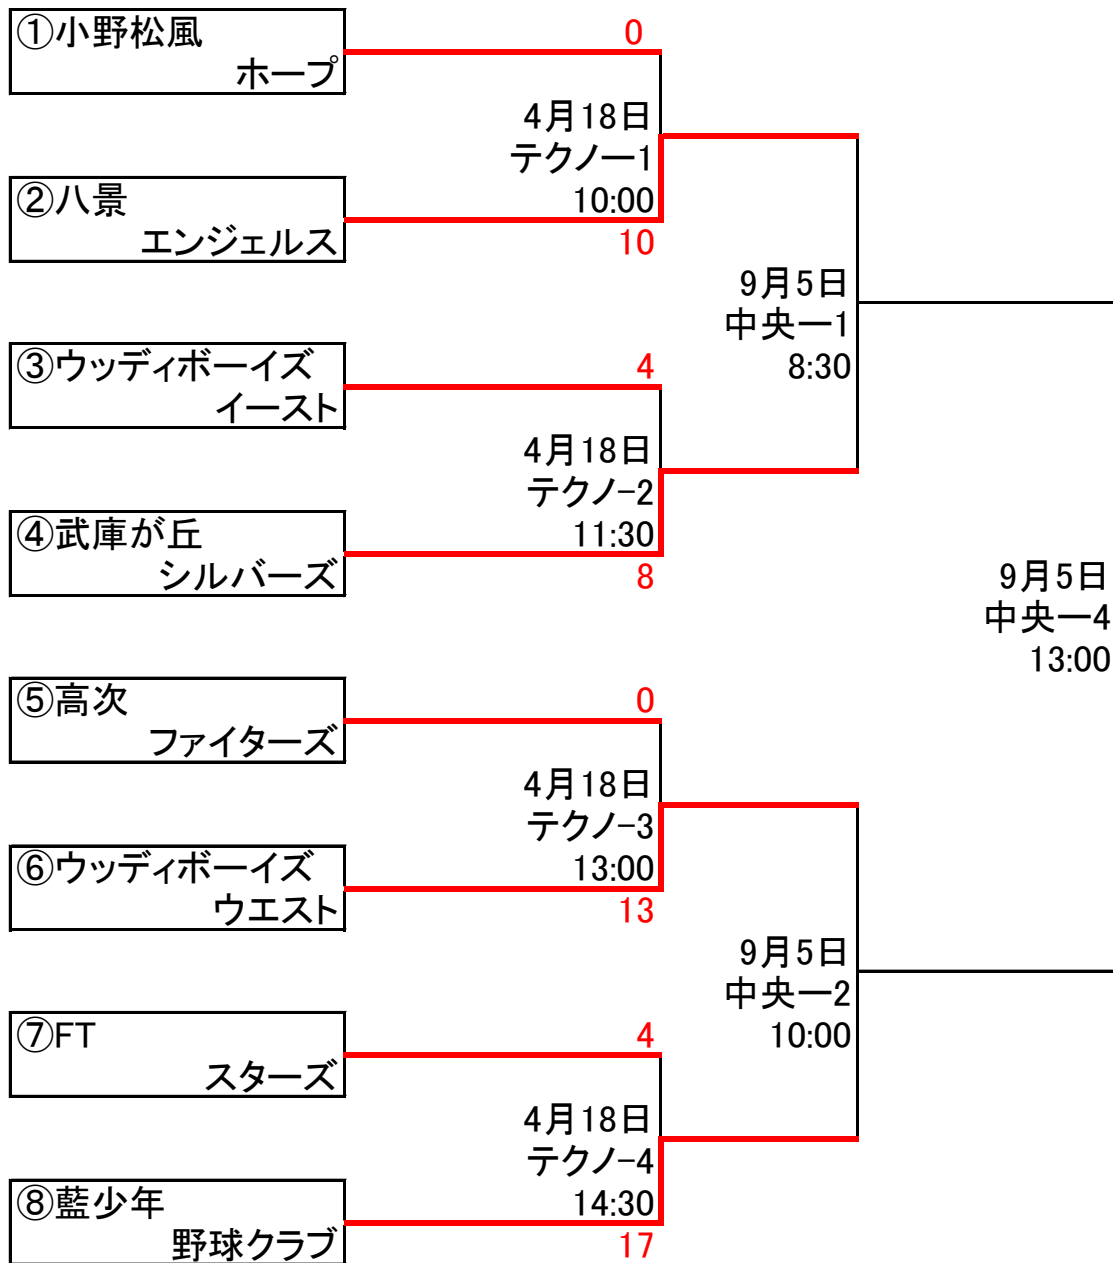 ①小野松風
ホープ
0
4月18日
テクノー1
10:00
②八景
エンジェルス
10
9月5日
中央ー1
8:30
③ウッディボーイズ
イースト
4
4月18日
テクノ-2
11:30
④武庫が丘
シルバーズ
8
9月5日
中央ー4
13:00
⑤高次
ファイターズ
0
4月18日
テクノ-3
13:00
⑥ウッディボーイズ
ウエスト
13
9月5日
中央ー2
10:00
⑦FT
スターズ
4
4月18日
テクノ-4
14:30
⑧藍少年
野球クラブ
17